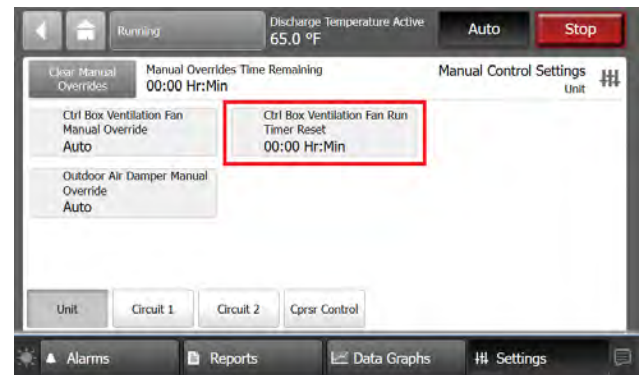 Running
Discharge Temperature Active
65.0 ºF
Auto
Stop
Clear Manual
Overrides
Manual Overrides Time Remaining
00:00 Hr:Min
Manual Control Settings
Unit
Ctrl Box Ventilation Fan
Manual Override
Auto
Ctrl Box Ventilation Fan Run
Timer Reset
00:00 Hr:Min
Outdoor Air Damper Manual
Override
Auto
Unit
Circuit 1
Circuit 2
Cprsr Control
Alarms
Reports
Data Graphs
Settings